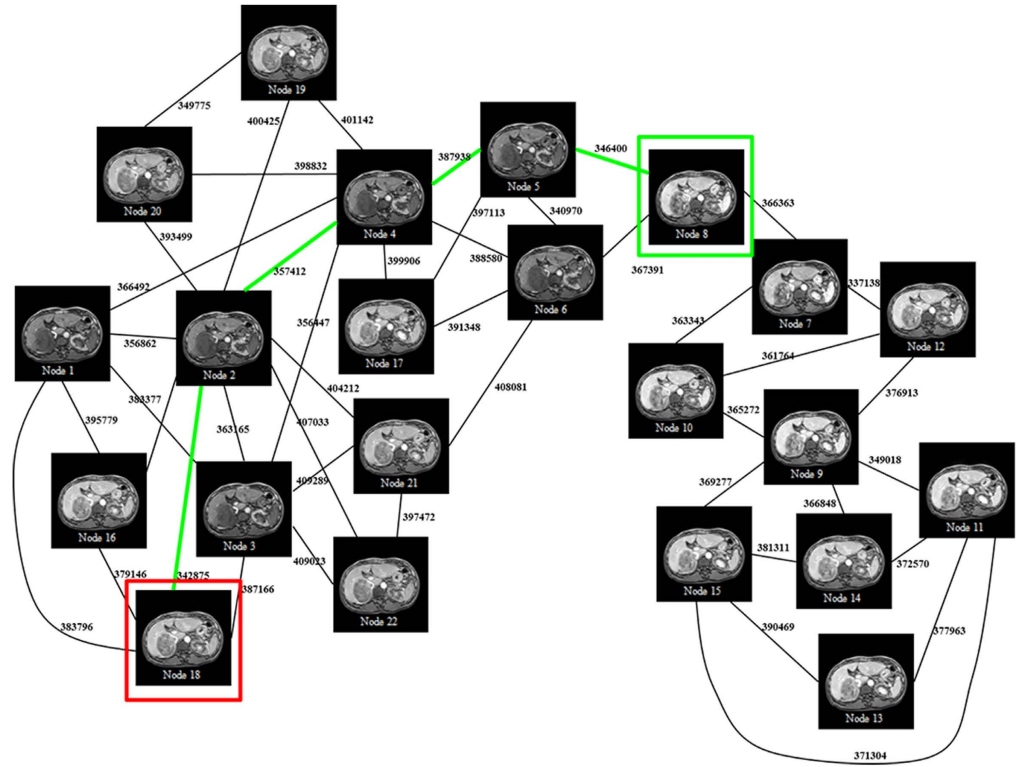 Node 19
349775
400425
401142
398832
387938
346400
Node 20
Node 4
Node 5
Node 8
397113
340970
366363
393499
357412
399906
388580
367391
366492
337138
356862
356447
391348
Node 6
Node 7
Node 1
Node 2
Node 17
363343
361764
Node 12
404212
408081
383377
395779
363165
407033
365272
376913
Node 10
Node 9
Node 21
409289
369277
366848
349018
Node 16
Node 3
397472
Node 11
379146
342875
387166
409023
381311
372570
Node 15
Node 14
Node 22
383796
390469
377963
Node 18
Node 13
371304